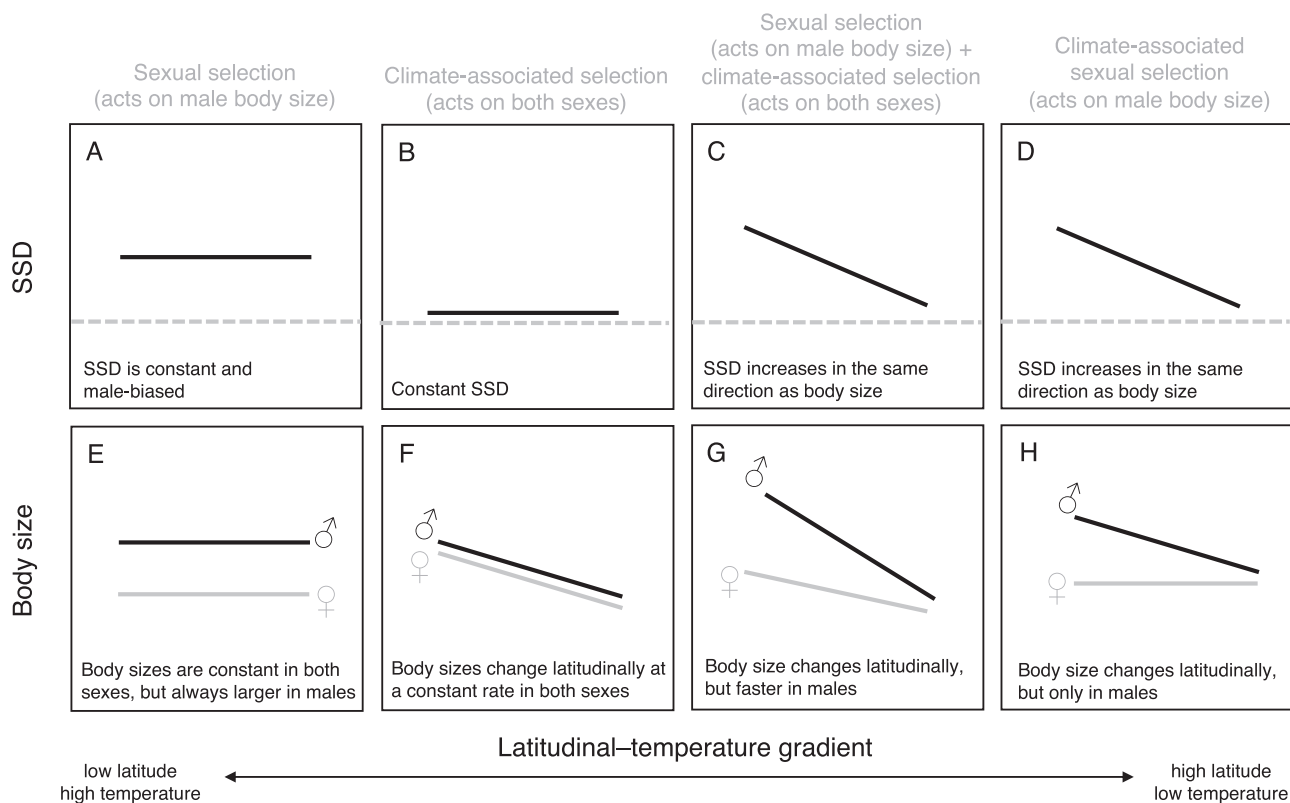 Sexual selection
(acts on male body size)
Climate-associated selection
(acts on both sexes)
Sexual selection
(acts on male body size) +
climate-associated selection
(acts on both sexes)
Climate-associated
sexual selection
(acts on male body size)
SSD
A
SSD is constant and
male-biased
B
Constant SSD
C
SSD increases in the same
direction as body size
D
SSD increases in the same
direction as body size
Body size
E
♂
♀
Body sizes are constant in both
sexes, but always larger in males
F
♂
♀
Body sizes change latitudinally at
a constant rate in both sexes
G
♂
♀
Body size changes latitudinally,
but faster in males
H
♂
♀
Body size changes latitudinally,
but only in males
Latitudinal–temperature gradient
low latitude
high temperature
high latitude
low temperature